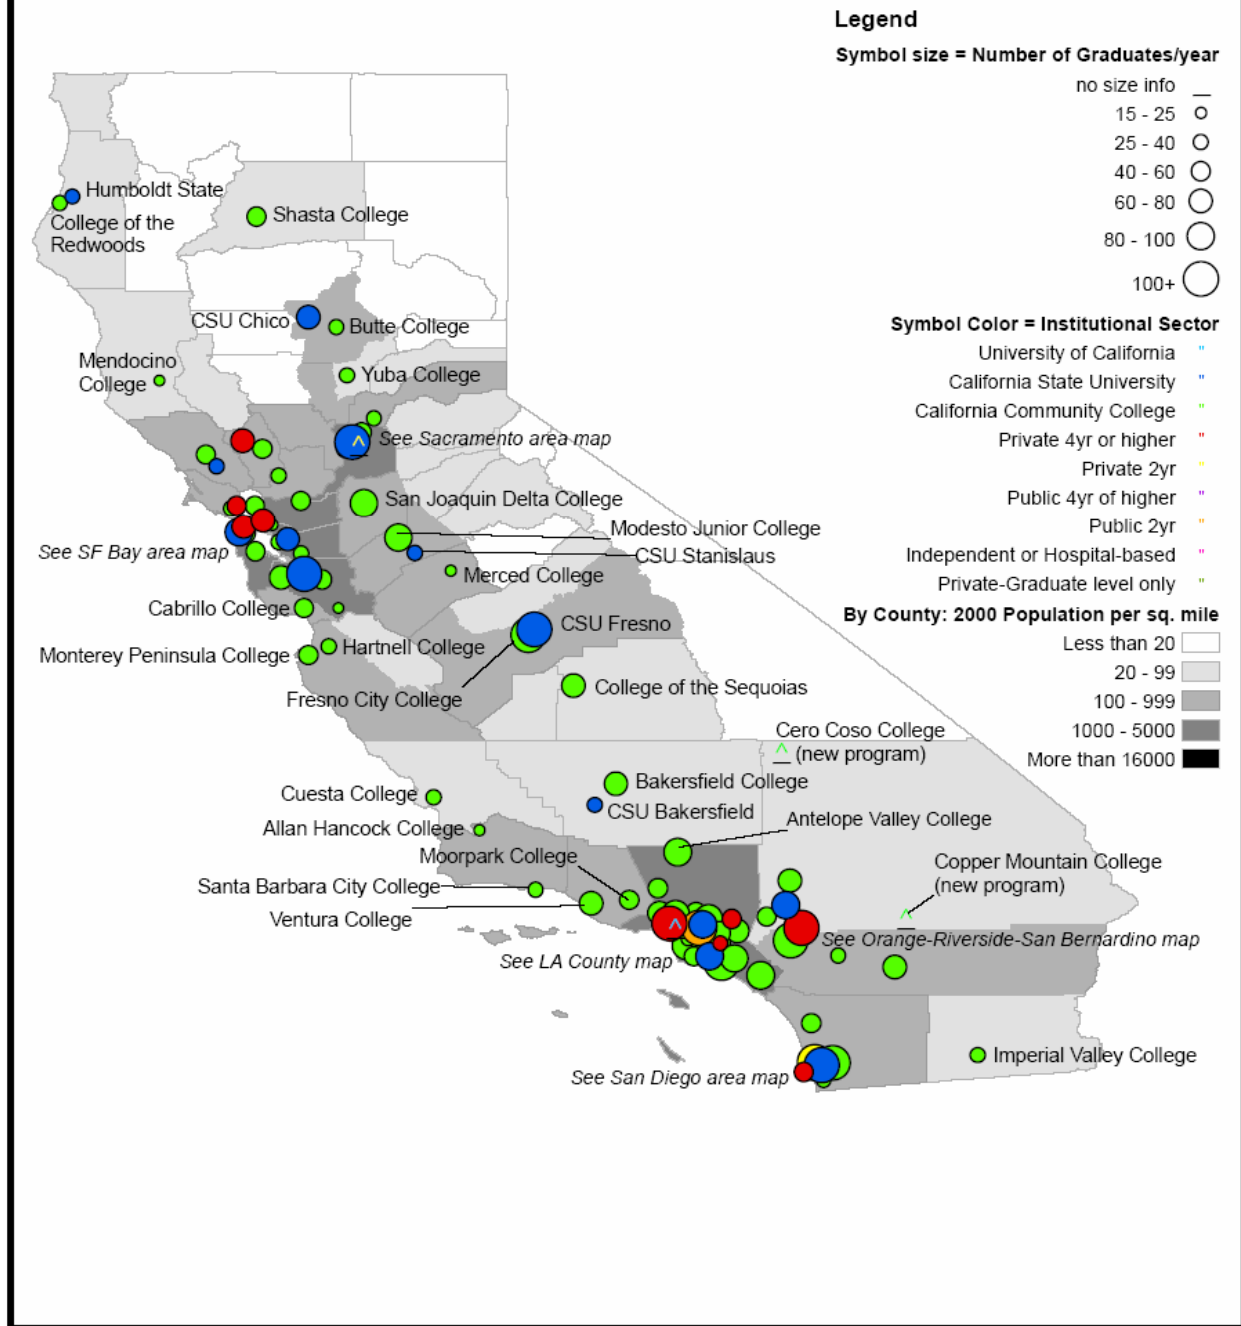 Legend
Symbol size = Number of Graduates/year
no size info
15 - 25
25 - 40
40 - 60
60 - 80
80 - 100
100+
Symbol Color = Institutional Sector
University of California "
California State University "
California Community College "
Private 4yr or higher "
Private 2yr "
Public 4yr of higher "
Public 2yr "
Independent or Hospital-based "
Private-Graduate level only "
By County: 2000 Population per sq. mile
Less than 20
20 - 99
100 - 999
1000 - 5000
More than 16000
Humboldt State
College of the
Redwoods
Shasta College
CSU Chico
Butte College
Mendocino
College
Yuba College
See Sacramento area map
San Joaquin Delta College
Modesto Junior College
CSU Stanislaus
See SF Bay area map
Merced College
Cabrillo College
CSU Fresno
Hartnell College
Monterey Peninsula College
Fresno City College
College of the Sequoias
Cero Coso College
(new program)
Bakersfield College
Cuesta College
CSU Bakersfield
Antelope Valley College
Allan Hancock College
Moorpark College
Copper Mountain College
(new program)
Santa Barbara City College
Ventura College
See Orange-Riverside-San Bernardino map
See LA County map
Imperial Valley College
See San Diego area map